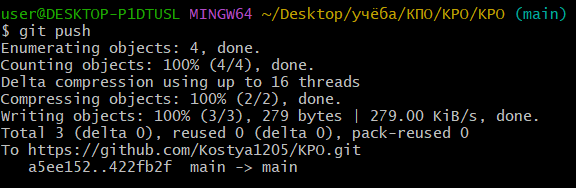 user@DESKTOP-P1DTUSL MINGW64 ~/Desktop/учёба/КПО/KPO/KPO (main)
$ git push
Enumerating objects: 4, done.
Counting objects: 100% (4/4), done.
Delta compression using up to 16 threads
Compressing objects: 100% (2/2), done.
Writing objects: 100% (3/3), 279 bytes | 279.00 KiB/s, done.
Total 3 (delta 0), reused 0 (delta 0), pack-reused 0
To https://github.com/Kostya1205/KPO.git
   a5ee152..422fb2f  main -> main